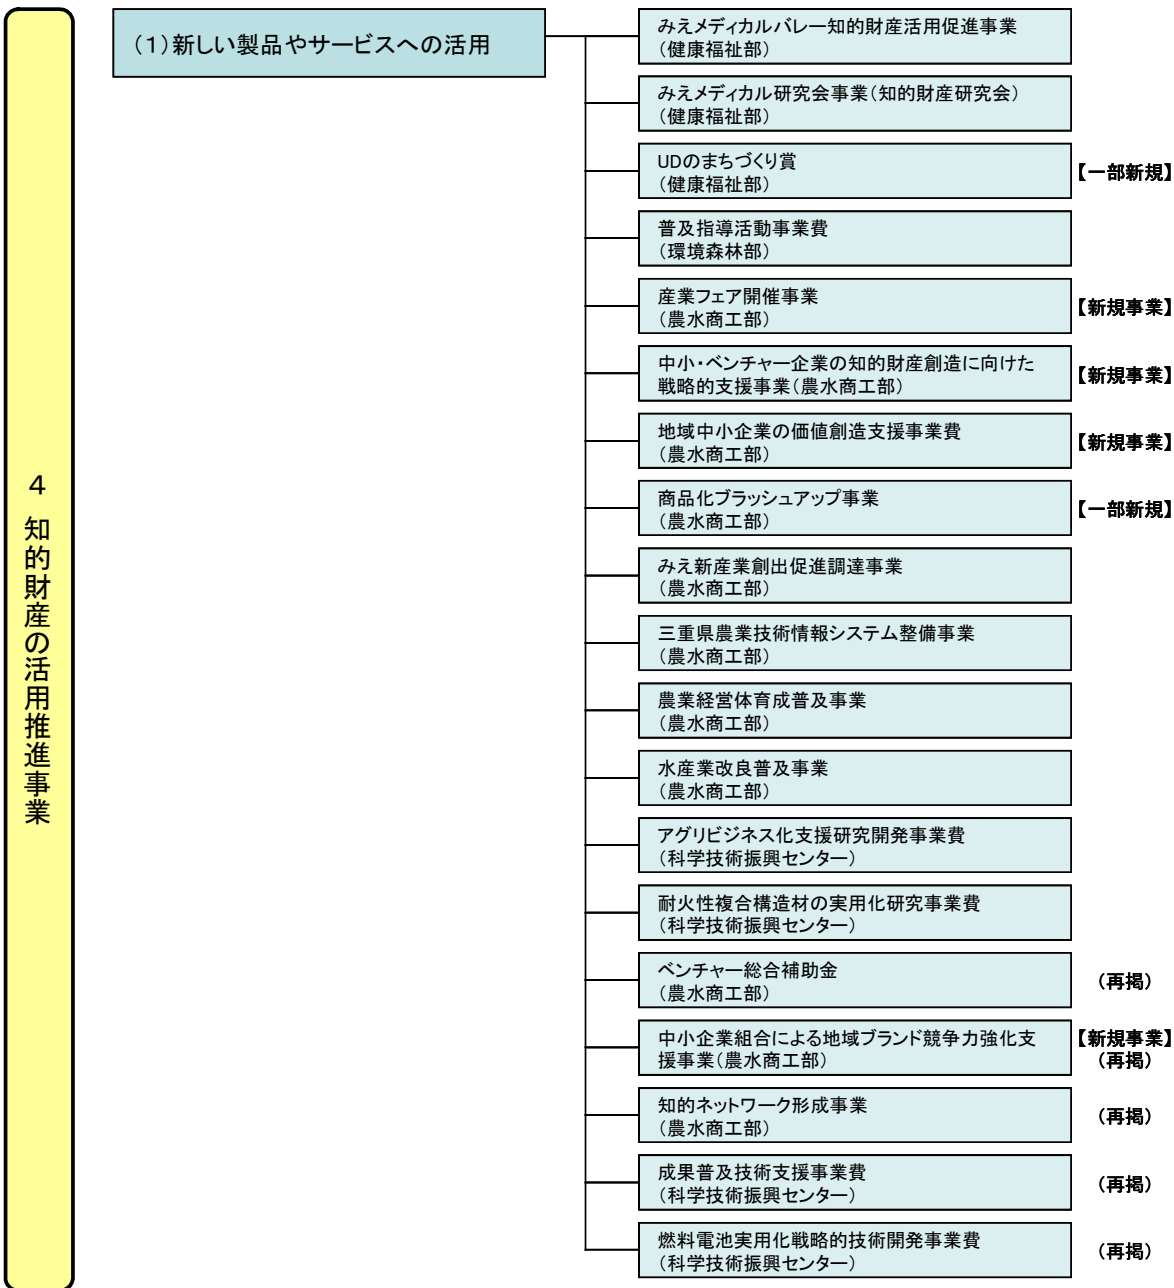 4 知的財産の活用推進事業
(1)新しい製品やサービスへの活用
みえメディカルバレー知的財産活用促進事業
(健康福祉部)
みえメディカル研究会事業(知的財産研究会)
(健康福祉部)
UDのまちづくり賞
(健康福祉部)
【一部新規】
普及指導活動事業費
(環境森林部)
産業フェア開催事業
(農水商工部)
【新規事業】
中小・ベンチャー企業の知的財産創造に向けた
戦略的支援事業(農水商工部)
【新規事業】
地域中小企業の価値創造支援事業費
(農水商工部)
【新規事業】
商品化ブラッシュアップ事業
(農水商工部)
【一部新規】
みえ新産業創出促進調達事業
(農水商工部)
三重県農業技術情報システム整備事業
(農水商工部)
農業経営体育成普及事業
(農水商工部)
水産業改良普及事業
(農水商工部)
アグリビジネス化支援研究開発事業費
(科学技術振興センター)
耐火性複合構造材の実用化研究事業費
(科学技術振興センター)
ベンチャー総合補助金
(農水商工部)
(再掲)
中小企業組合による地域ブランド競争力強化支
援事業(農水商工部)
【新規事業】
(再掲)
知的ネットワーク形成事業
(農水商工部)
(再掲)
成果普及技術支援事業費
(科学技術振興センター)
(再掲)
燃料電池実用化戦略的技術開発事業費
(科学技術振興センター)
(再掲)